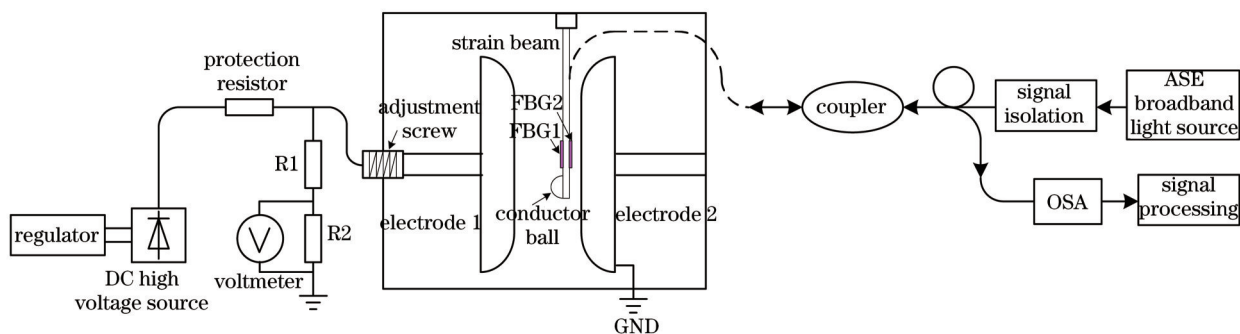 strain beam
protection
resistor
adjustment
screw
FBG2
FBG1
coupler
signal
isolation
ASE
broadband
light source
R1
R2
regulator
DC high
voltage source
voltmeter
electrode 1
conductor
ball
electrode 2
GND
OSA
signal
processing
V